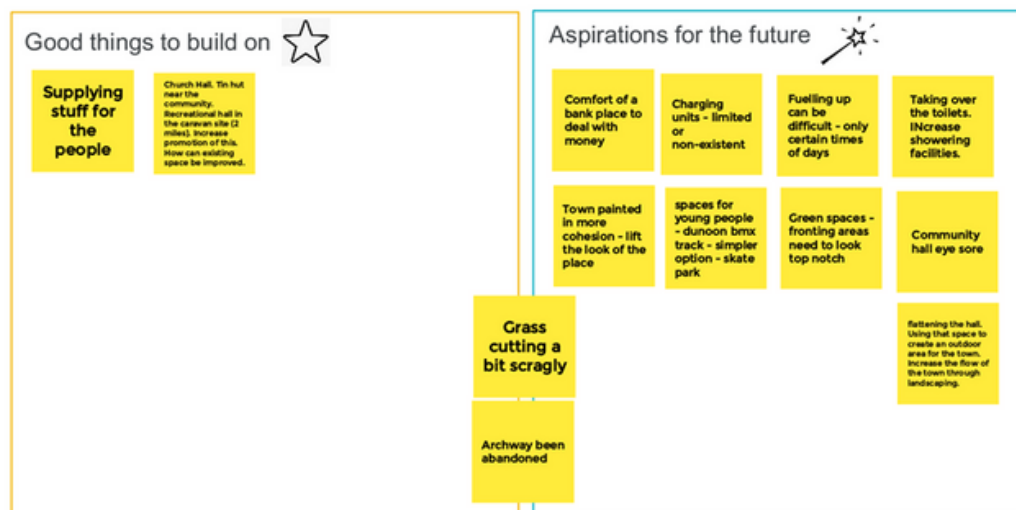 Good things to build on
Supplying
stuff for
the
people
Church Hall. Tin hut
near the
community.
Recreational hall in
the caravan site (2
miles). Increase
promotion of this.
How can existing
space be improved.
Aspirations for the future
Comfort of a
bank place to
deal with
money
Charging
units - limited
or
non-existent
Fuelling up
can be
difficult - only
certain times
of days
Taking over
the toilets.
INcrease
showering
facilities.
Town painted
in more
cohesion - lift
the look of the
place
spaces for
young people
- dunoon bmx
track - simpler
option - skate
park
Green spaces -
fronting areas
need to look
top notch
Community
hall eye sore
flattening the hall.
Using that space to
create an outdoor
area for the town.
Increase the flow of
the town through
landscaping.
Grass
cutting a
bit scragly
Archway been
abandoned